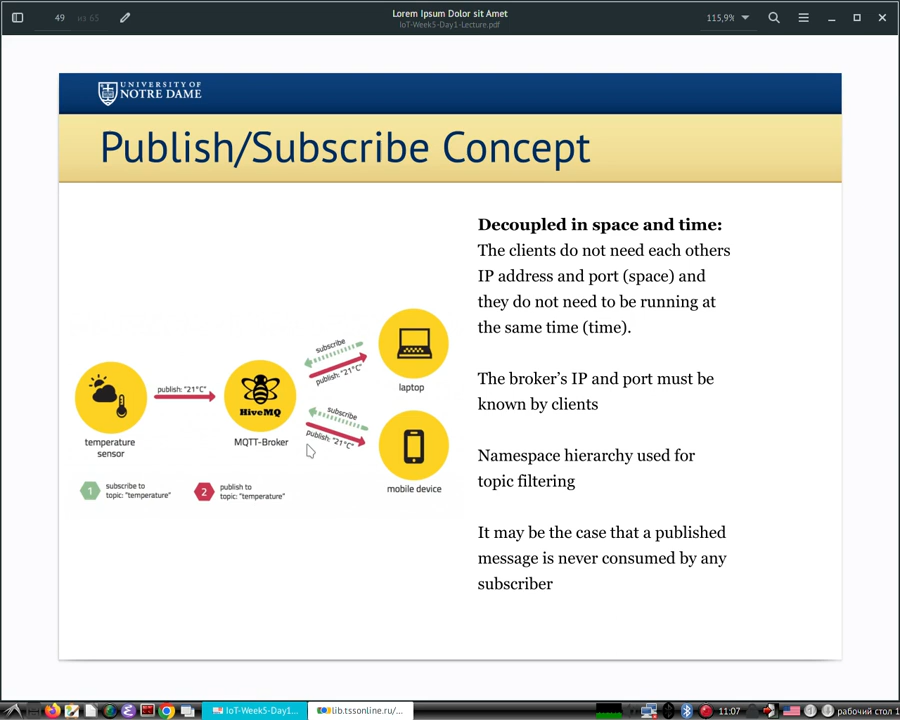 49 из 65
Lorem Ipsum Dolor sit Amet
IoT-Week5-Day1-Lecture.pdf
115,9%
UNIVERSITY OF
NOTRE DAME
Publish/Subscribe Concept
Decoupled in space and time:
The clients do not need each others
IP address and port (space) and
they do not need to be running at
the same time (time).
The broker’s IP and port must be
known by clients
Namespace hierarchy used for
topic filtering
It may be the case that a published
message is never consumed by any
subscriber
temperature
sensor
publish: "21°C"
HiveMQ
MQTT-Broker
subscribe
publish: "21°C"
laptop
subscribe
publish: "21°C"
mobile device
1
subscribe to
topic: "temperature"
2
publish to
topic: "temperature"
IoT-Week5-Day1...
lib.tssonline.ru/...
11:07
рабочий стол 1